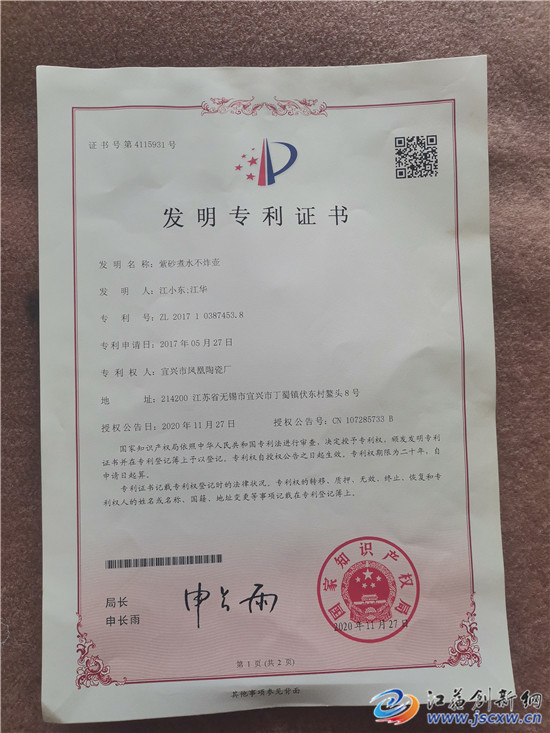 证书号第4115931号
发明专利证书
发明名称:紫砂煮水不炸壶
发明人:江小东;江华
专利号:ZL 2017 1 0387453.8
专利申请日:2017年05月27日
专利权人:宜兴市凤凰陶瓷厂
地址:214200 江苏省无锡市宜兴市丁蜀镇伏东村鳌头8号
授权公告日:2020年11月27日 授权公告号:CN 107285733 B
国家知识产权局依照中华人民共和国专利法进行审查,决定授予专利权,颁发发明专利
证书并在专利登记簿上予以登记。专利权自授权公告之日起生效。专利权期限为二十年,自
申请日起算。
专利证书记载专利权登记时的法律状况。专利权的转移、质押、无效、终止、恢复和专
利权人的姓名或名称、国籍、地址变更等事项记载在专利登记簿上。
局长
申长雨
申长雨
国家知识产权局
2020年11月27日
第1页(共2页)
其他事项参见背面
江苏创新网
www.jscxw.cn